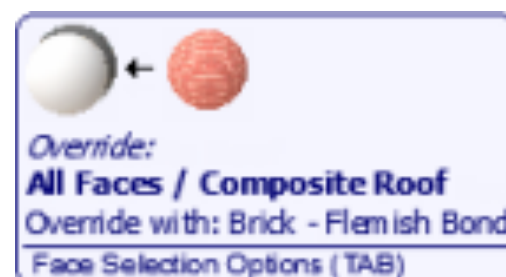 Override:
All Faces / Composite Roof
Override with: Brick - Flemish Bond
Face Selection Options (TAB)